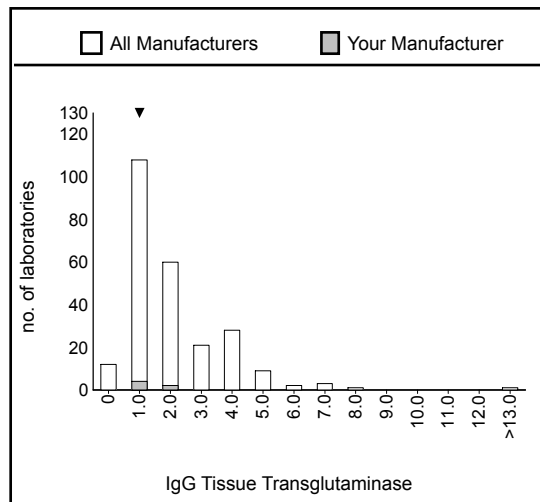 All Manufacturers Your Manufacturer
130
120
100
80
60
40
20
0
no. of laboratories
0 1.0 2.0 3.0 4.0 5.0 6.0 7.0 8.0 9.0 10.0 11.0 12.0 >13.0
IgG Tissue Transglutaminase